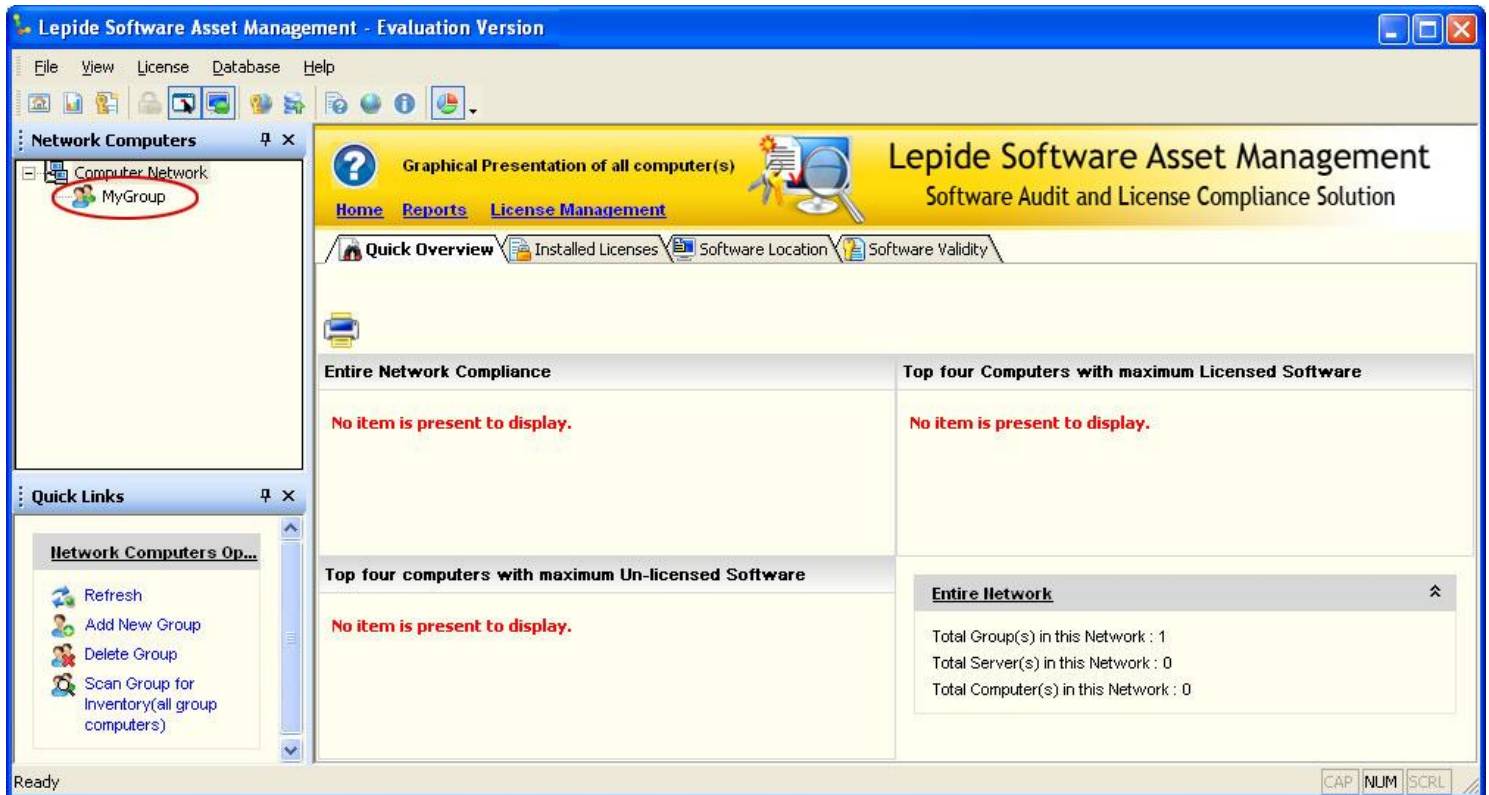 Lepide Software Asset Management - Evaluation Version
File View License Database Help
Network Computers
Computer Network
MyGroup
Graphical Presentation of all computer(s)
Home Reports License Management
Lepide Software Asset Management
Software Audit and License Compliance Solution
Quick Overview Installed Licenses Software Location Software Validity
Entire Network Compliance
No item is present to display.
Top four Computers with maximum Licensed Software
No item is present to display.
Quick Links
Network Computers Op...
Refresh
Add New Group
Delete Group
Scan Group for
Inventory(all group
computers)
Top four computers with maximum Un-licensed Software
No item is present to display.
Entire Network
Total Group(s) in this Network : 1
Total Server(s) in this Network : 0
Total Computer(s) in this Network : 0
Ready
CAP NUM SCRL